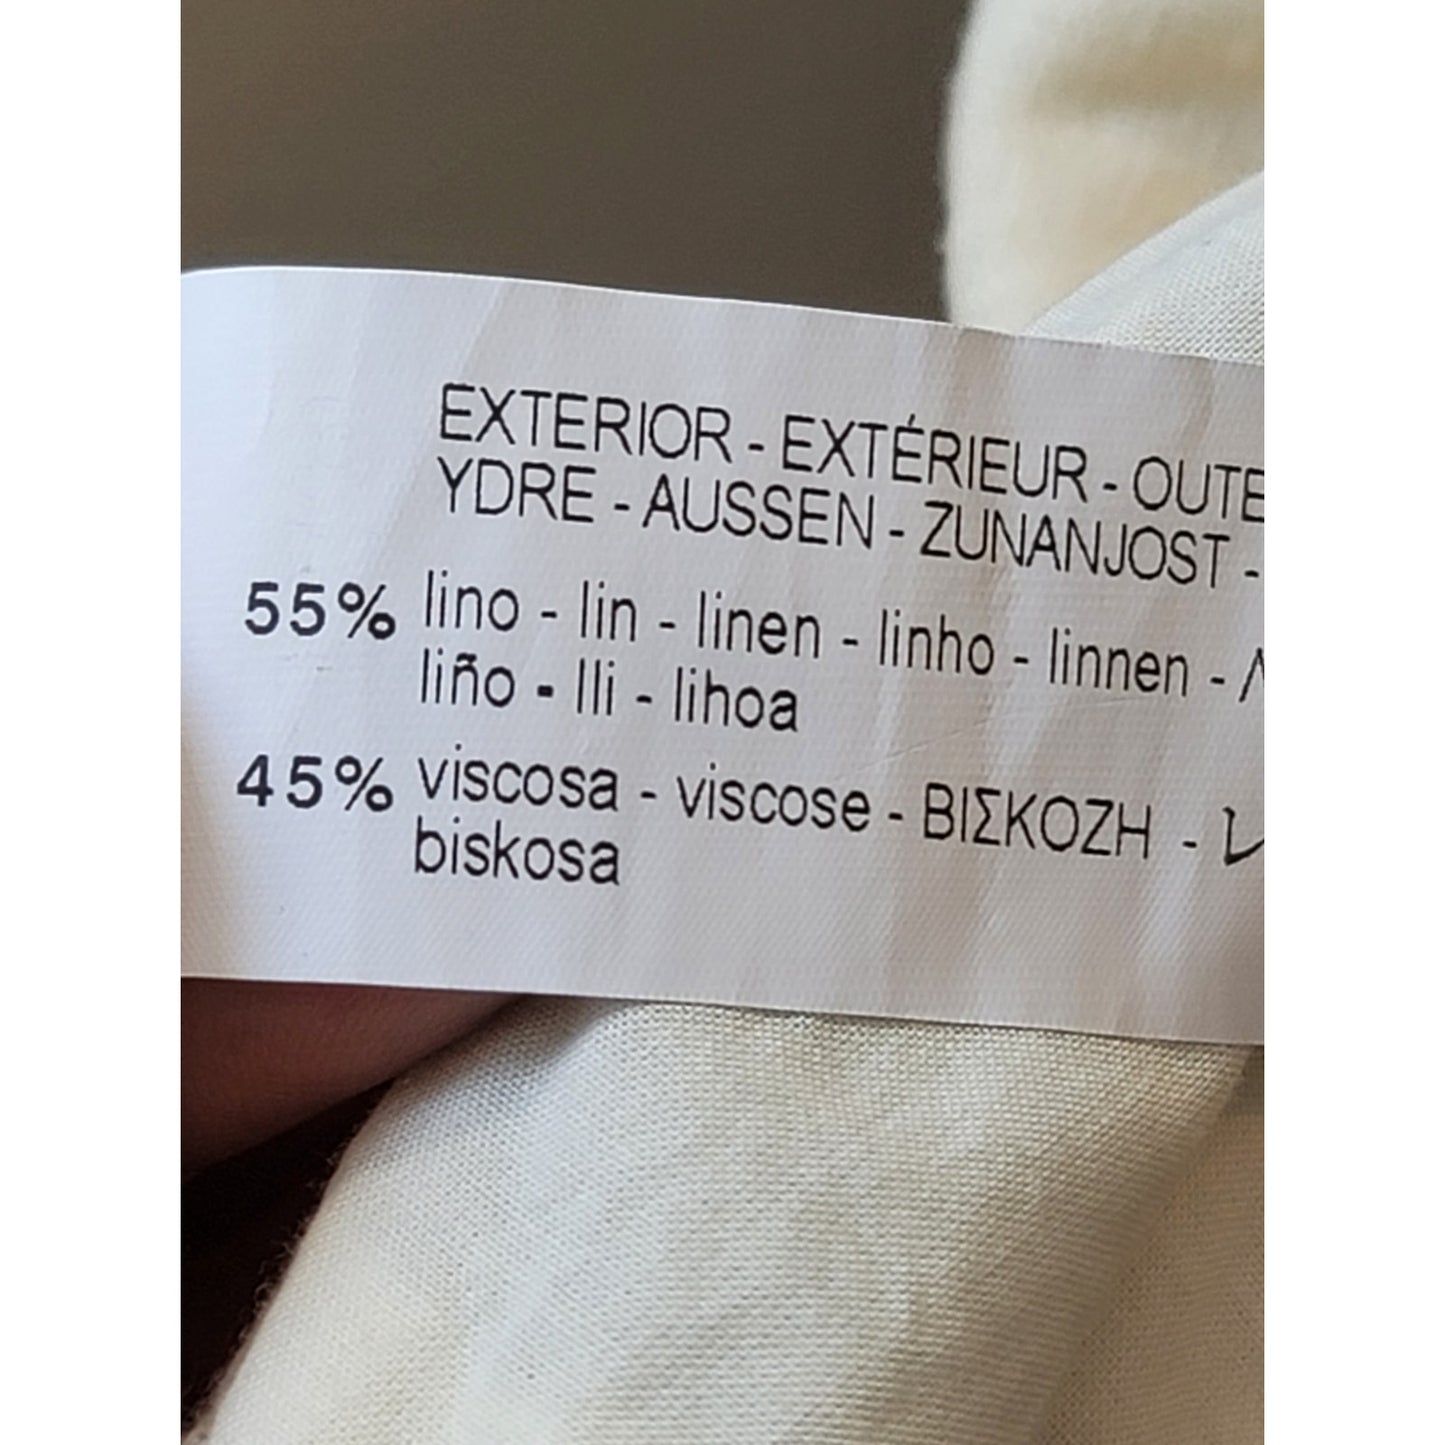 EXTERIOR - EXTÉRIEUR - OUTE
YDRE - AUSSEN - ZUNANJOST -
55% lino - lin - linen - linho - linnen -
liño - lli - lihoa
45% viscosa - viscose - ΒΙΣΚΟΖΗ -
biskosa